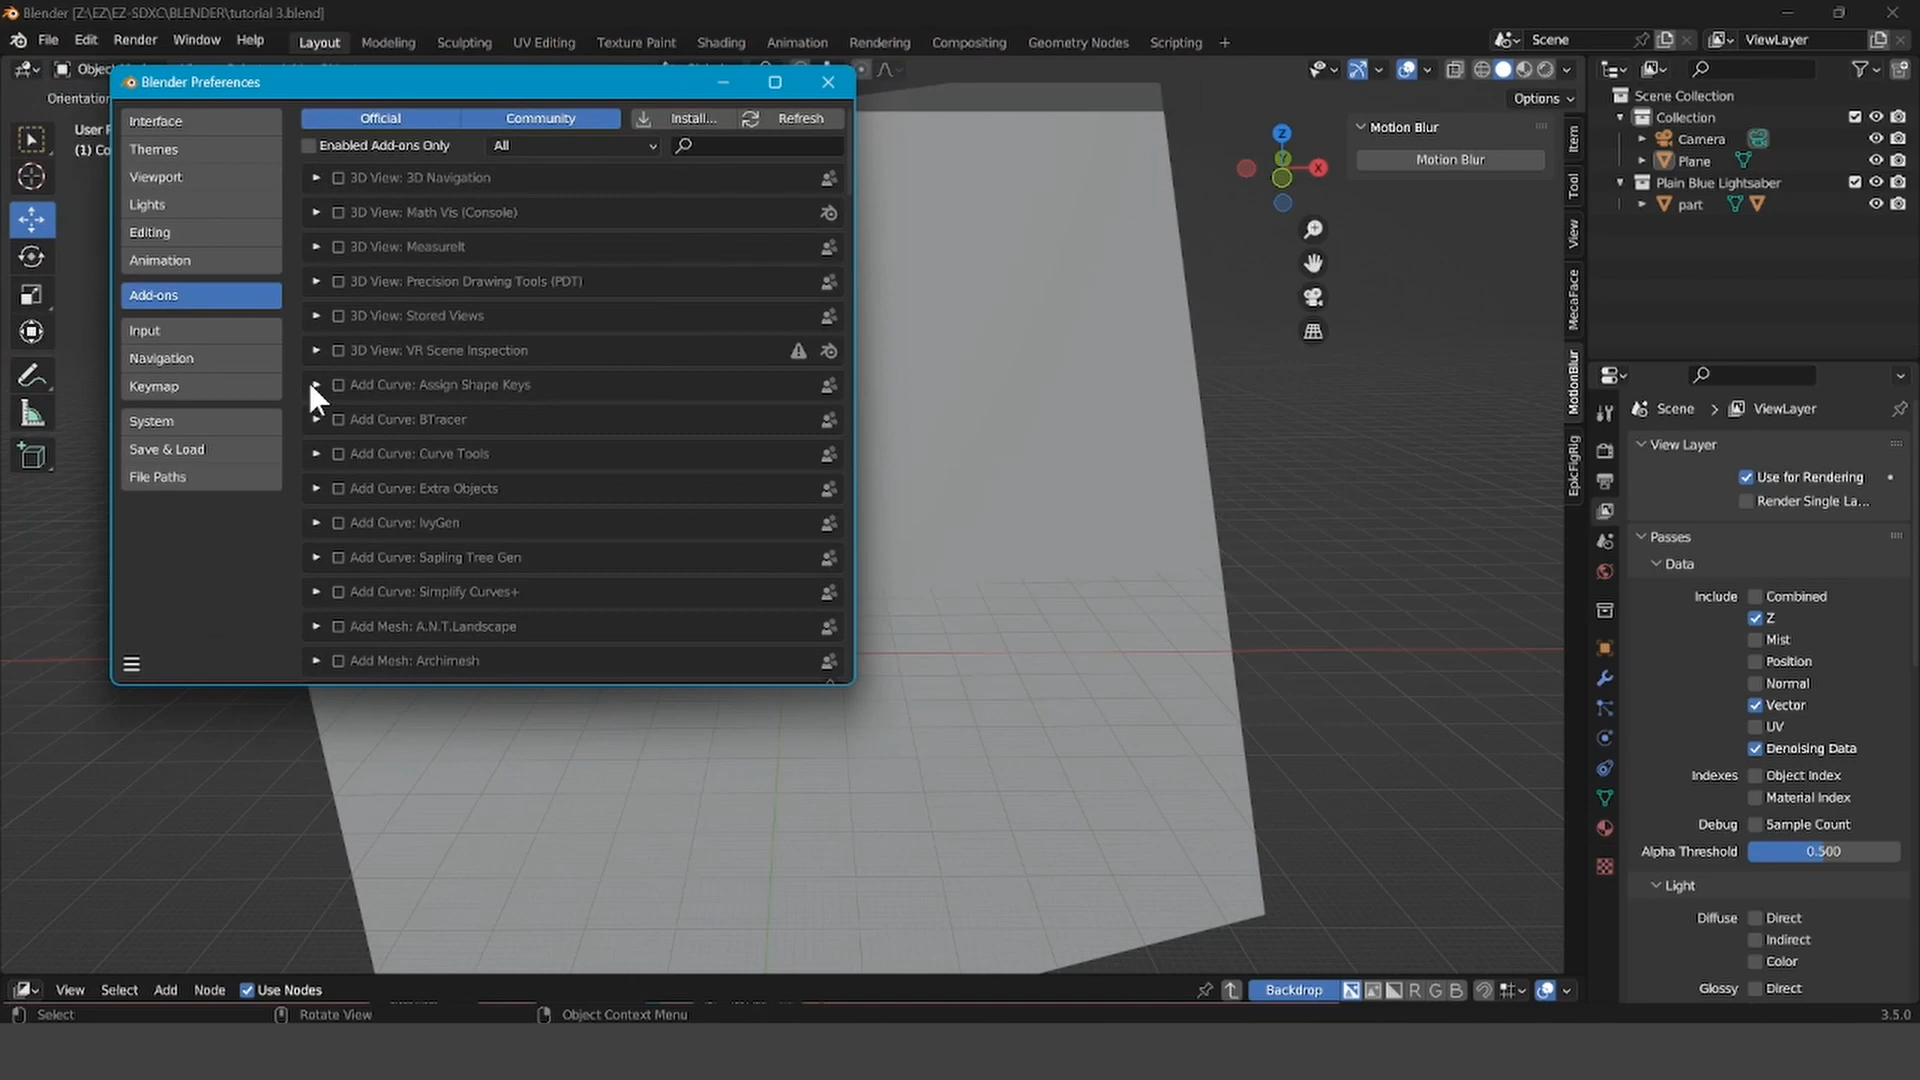 Blender [Z:\EZ\EZ-SDXC\BLENDER\tutorial 3.blend]
File Edit Render Window Help Layout Modeling Sculpting UV Editing Texture Paint Shading Animation Rendering Compositing Geometry Nodes Scripting + Scene ViewLayer
Blender Preferences
Options
Interface
Themes
Viewport
Lights
Editing
Animation
Add-ons
Input
Navigation
Keymap
System
Save & Load
File Paths
Official Community Install... Refresh
Enabled Add-ons Only All
3D View: 3D Navigation
3D View: Math Vis (Console)
3D View: MeasureIt
3D View: Precision Drawing Tools (PDT)
3D View: Stored Views
3D View: VR Scene Inspection
Add Curve: Assign Shape Keys
Add Curve: BTracer
Add Curve: Curve Tools
Add Curve: Extra Objects
Add Curve: IvyGen
Add Curve: Sapling Tree Gen
Add Curve: Simplify Curves+
Add Mesh: A.N.T.Landscape
Add Mesh: Archimesh
Z
Y
X
Motion Blur
Motion Blur
Item
Tool
View
MecaFace
MotionBlur
EpicFigRig
Scene Collection
Collection
Camera
Plane
Plain Blue Lightsaber
part
Scene > ViewLayer
View Layer
Use for Rendering
Render Single La...
Passes
Data
Include Combined
Z
Mist
Position
Normal
Vector
UV
Denoising Data
Indexes Object Index
Material Index
Debug Sample Count
Alpha Threshold 0.500
Light
Diffuse Direct
Indirect
Color
Glossy Direct
View Select Add Node Use Nodes Backdrop R G B
Select Rotate View Object Context Menu 3.5.0